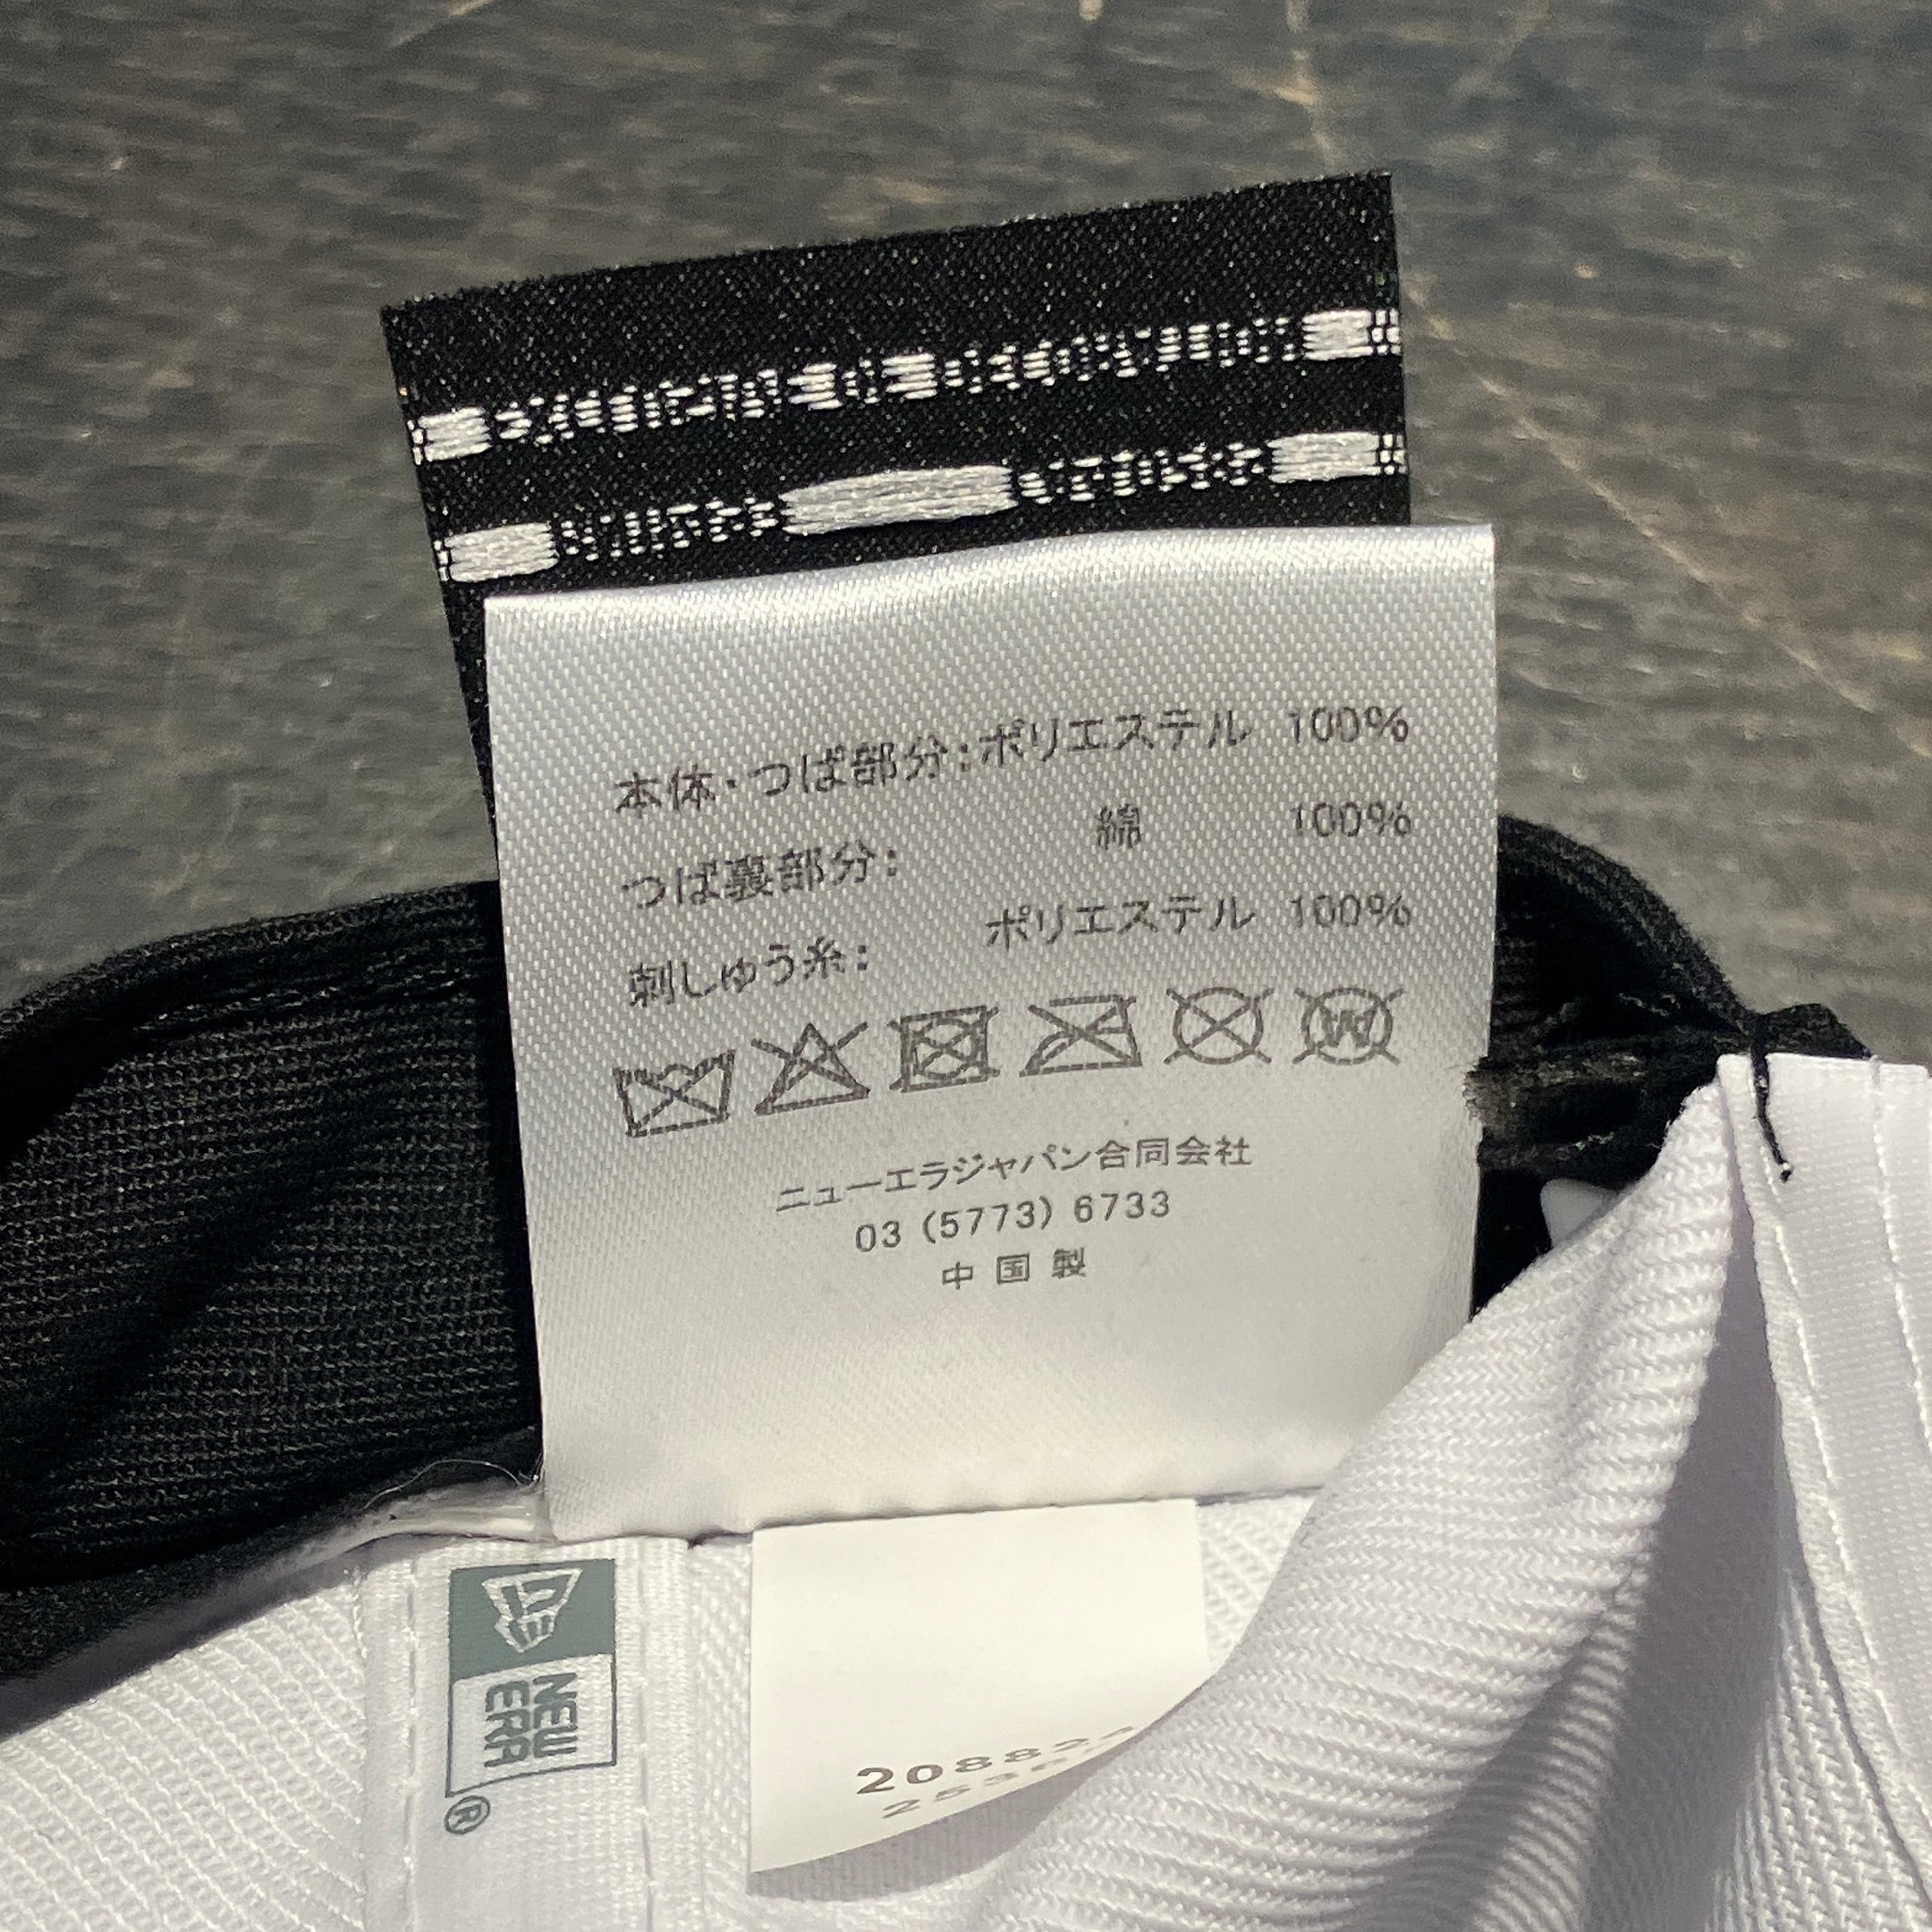 本体・つば部分:ポリエステル 100%
つば裏部分: 綿 100%
刺しゅう糸: ポリエステル 100%
ニューエラジャパン合同会社
03 (5773) 6733
中国製
NEW
ERA
®